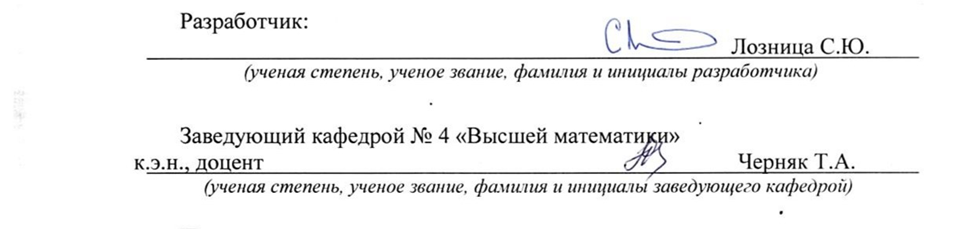 Разработчик:
Лозница С.Ю.
(ученая степень, ученое звание, фамилия и инициалы разработчика)
Заведующий кафедрой № 4 «Высшей математики»
к.э.н., доцент Черняк Т.А.
(ученая степень, ученое звание, фамилия и инициалы заведующего кафедрой)